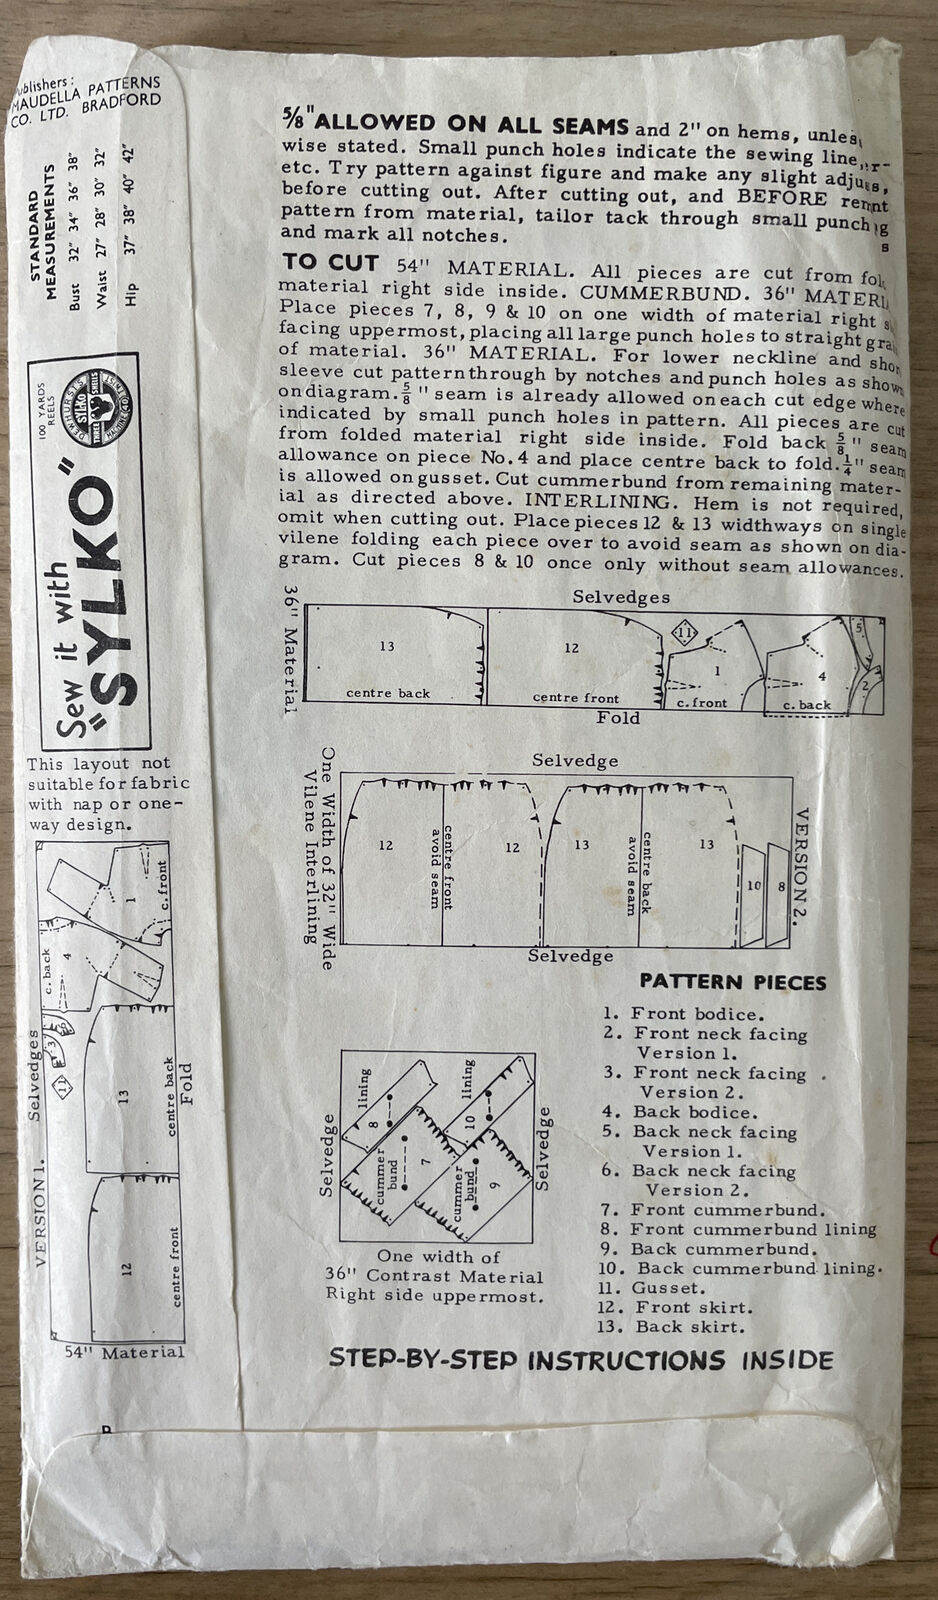 Publishers:
MAUDELLA PATTERNS
CO. LTD. BRADFORD
STANDARD
MEASUREMENTS
Bust 32" 34" 36" 38"
Waist 27" 28" 30" 32"
Hip 37" 38" 40" 42"
Sew it with
"SYLKO"
100 YARDS
REELS
DEWHURST'S
SYLKO
THREE SHELLS
MACHINE
This layout not
suitable for fabric
with nap or one-
way design.
1
c.front
c.back
4
3
6
11
13
centre back
12
centre front
Selvedges
Fold
VERSION 1.
54" Material
5/8" ALLOWED ON ALL SEAMS and 2" on hems, unles
wise stated. Small punch holes indicate the sewing line,
etc. Try pattern against figure and make any slight adjus
before cutting out. After cutting out, and BEFORE rem
pattern from material, tailor tack through small punch
and mark all notches.
TO CUT 54" MATERIAL. All pieces are cut from fol
material right side inside. CUMMERBUND. 36" MATERI
Place pieces 7, 8, 9 & 10 on one width of material right s
facing uppermost, placing all large punch holes to straight gra
of material. 36" MATERIAL. For lower neckline and shor
sleeve cut pattern through by notches and punch holes as shown
on diagram. 5/8" seam is already allowed on each cut edge where
indicated by small punch holes in pattern. All pieces are cut
from folded material right side inside. Fold back 5/8" seam
allowance on piece No. 4 and place centre back to fold. 1/4" seam
is allowed on gusset. Cut cummerbund from remaining mater-
ial as directed above. INTERLINING. Hem is not required,
omit when cutting out. Place pieces 12 & 13 widthways on single
vilene folding each piece over to avoid seam as shown on dia-
gram. Cut pieces 8 & 10 once only without seam allowances.
36" Material
Selvedges
13
centre back
12
centre front
11
1
c.front
4
c.back
5
2
Fold
One Width of 32" Wide
Vilene Interlining
Selvedge
12
centre front
avoid seam
12
13
centre back
avoid seam
13
10
8
VERSION 2.
Selvedge
Selvedge
lining
8
cummer
bund
7
lining
10
cummer
bund
9
Selvedge
One width of
36" Contrast Material
Right side uppermost.
PATTERN PIECES
1. Front bodice.
2. Front neck facing
Version 1.
3. Front neck facing
Version 2.
4. Back bodice.
5. Back neck facing
Version 1.
6. Back neck facing
Version 2.
7. Front cummerbund.
8. Front cummerbund lining
9. Back cummerbund.
10. Back cummerbund lining.
11. Gusset.
12. Front skirt.
13. Back skirt.
STEP-BY-STEP INSTRUCTIONS INSIDE